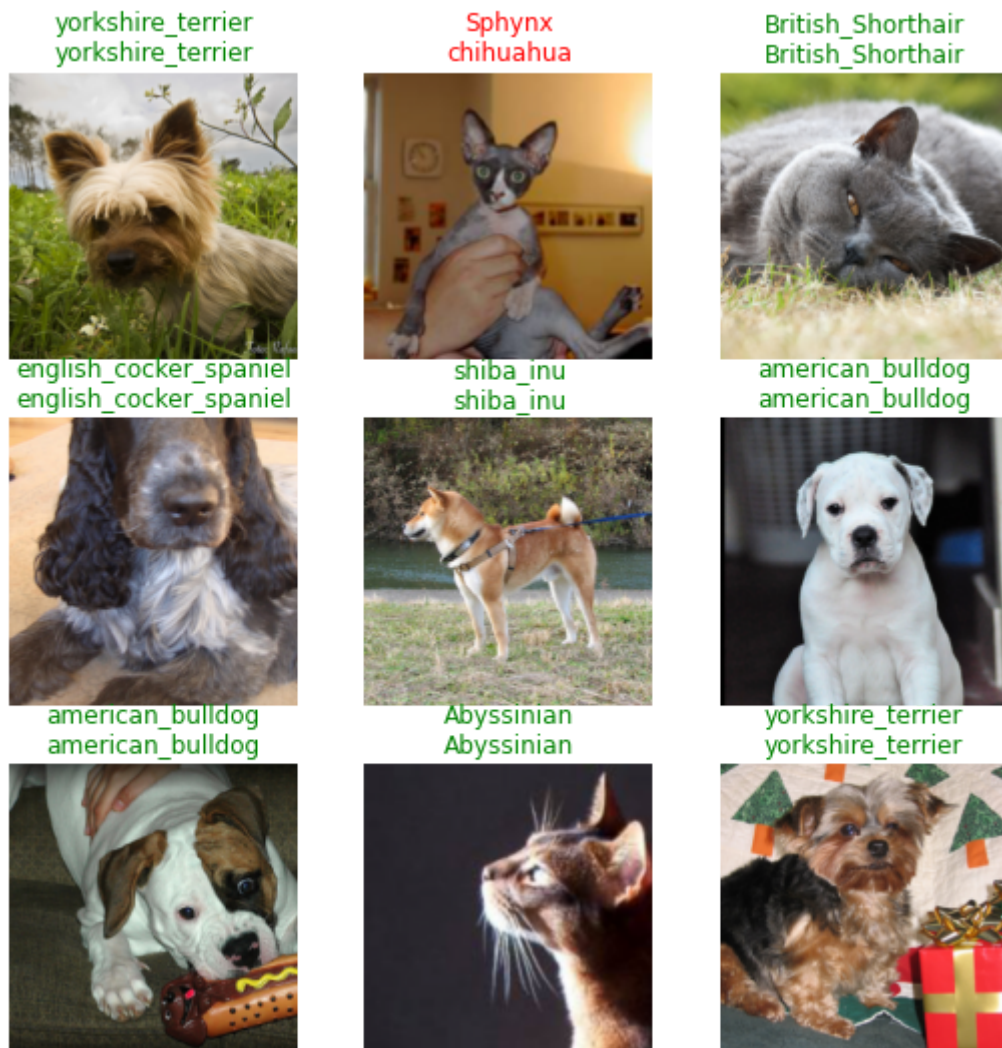 yorkshire_terrier
yorkshire_terrier
Sphynx
chihuahua
British_Shorthair
British_Shorthair
english_cocker_spaniel
english_cocker_spaniel
shiba_inu
shiba_inu
american_bulldog
american_bulldog
american_bulldog
american_bulldog
Abyssinian
Abyssinian
yorkshire_terrier
yorkshire_terrier